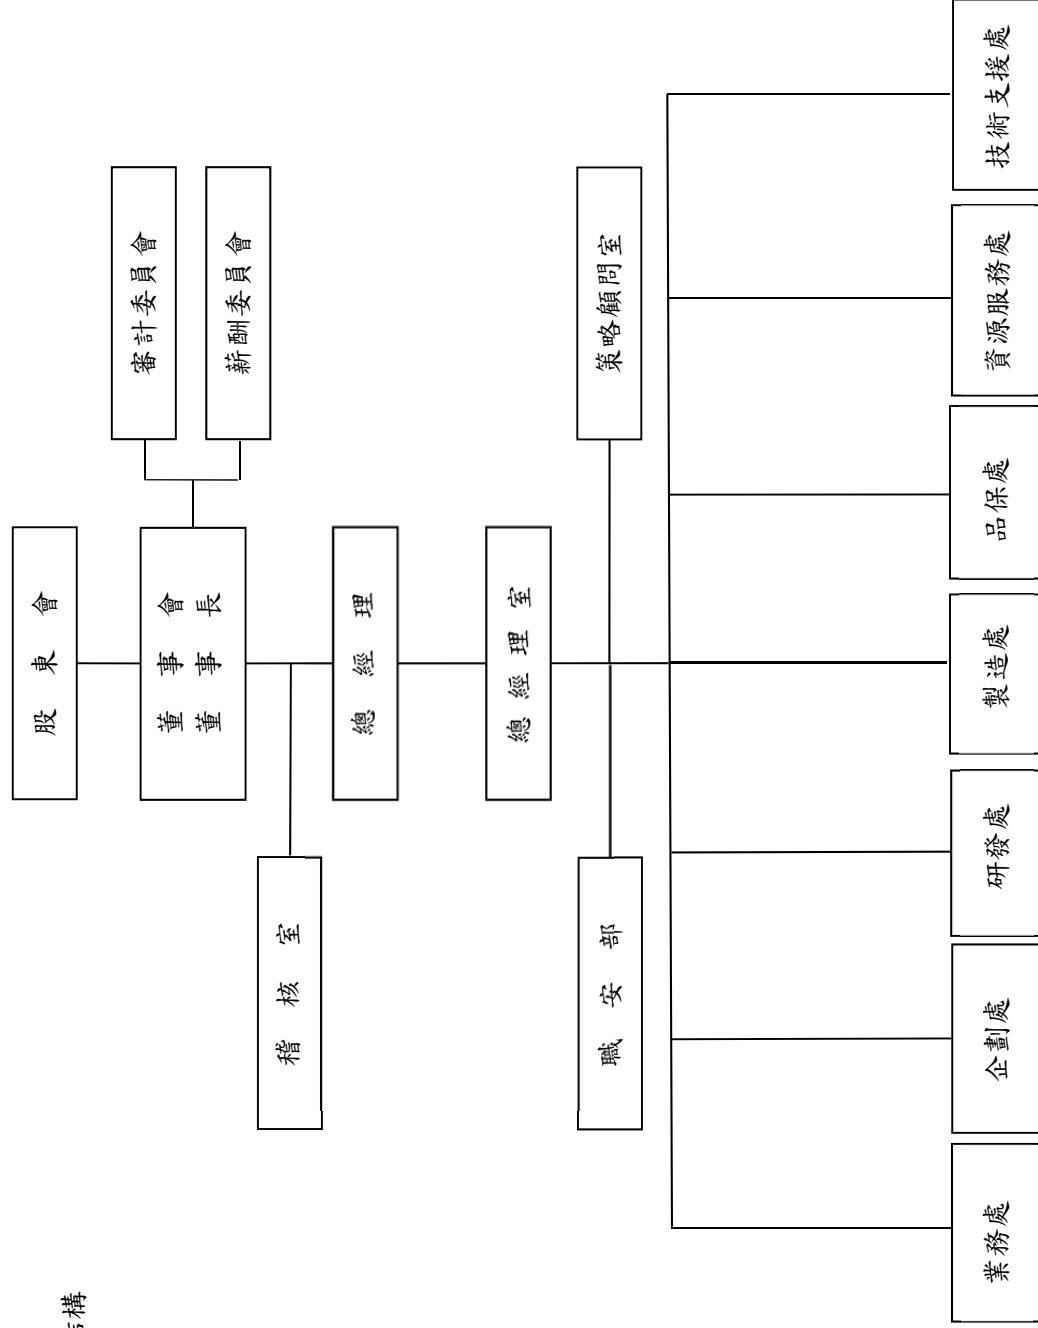 構
股東會
董事會
董事長
審計委員會
薪酬委員會
稽核室
總經理
總經理室
職安部
策略顧問室
業務處
企劃處
研發處
製造處
品保處
資源服務處
技術支援處